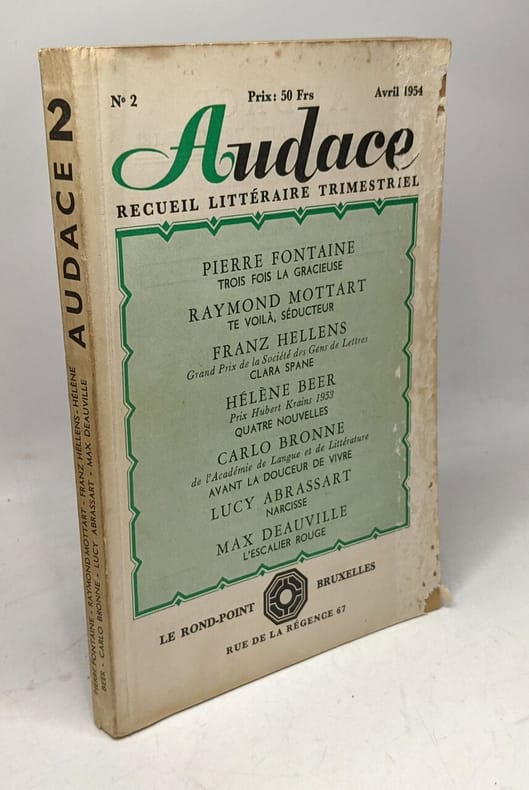 N° 2
Prix: 50 Frs
Avril 1954
Audace
RECUEIL LITTÉRAIRE TRIMESTRIEL
PIERRE FONTAINE
TROIS FOIS LA GRACIEUSE
RAYMOND MOTTART
TE VOILÀ, SÉDUCTEUR
FRANZ HELLENS
Grand Prix de la Société des Gens de Lettres
CLARA SPANE
HÉLÈNE BEER
Prix Hubert Krains 1953
QUATRE NOUVELLES
CARLO BRONNE
de l'Académie de Langue et de Littérature
AVANT LA DOUCEUR DE VIVRE
LUCY ABRASSART
NARCISSE
MAX DEAUVILLE
L'ESCALIER ROUGE
LE ROND-POINT BRUXELLES
RUE DE LA RÉGENCE 67
AUDACE 2
PIERRE FONTAINE - RAYMOND MOTTART - FRANZ HELLENS - HÉLÈNE
BEER - CARLO BRONNE - LUCY ABRASSART - MAX DEAUVILLE